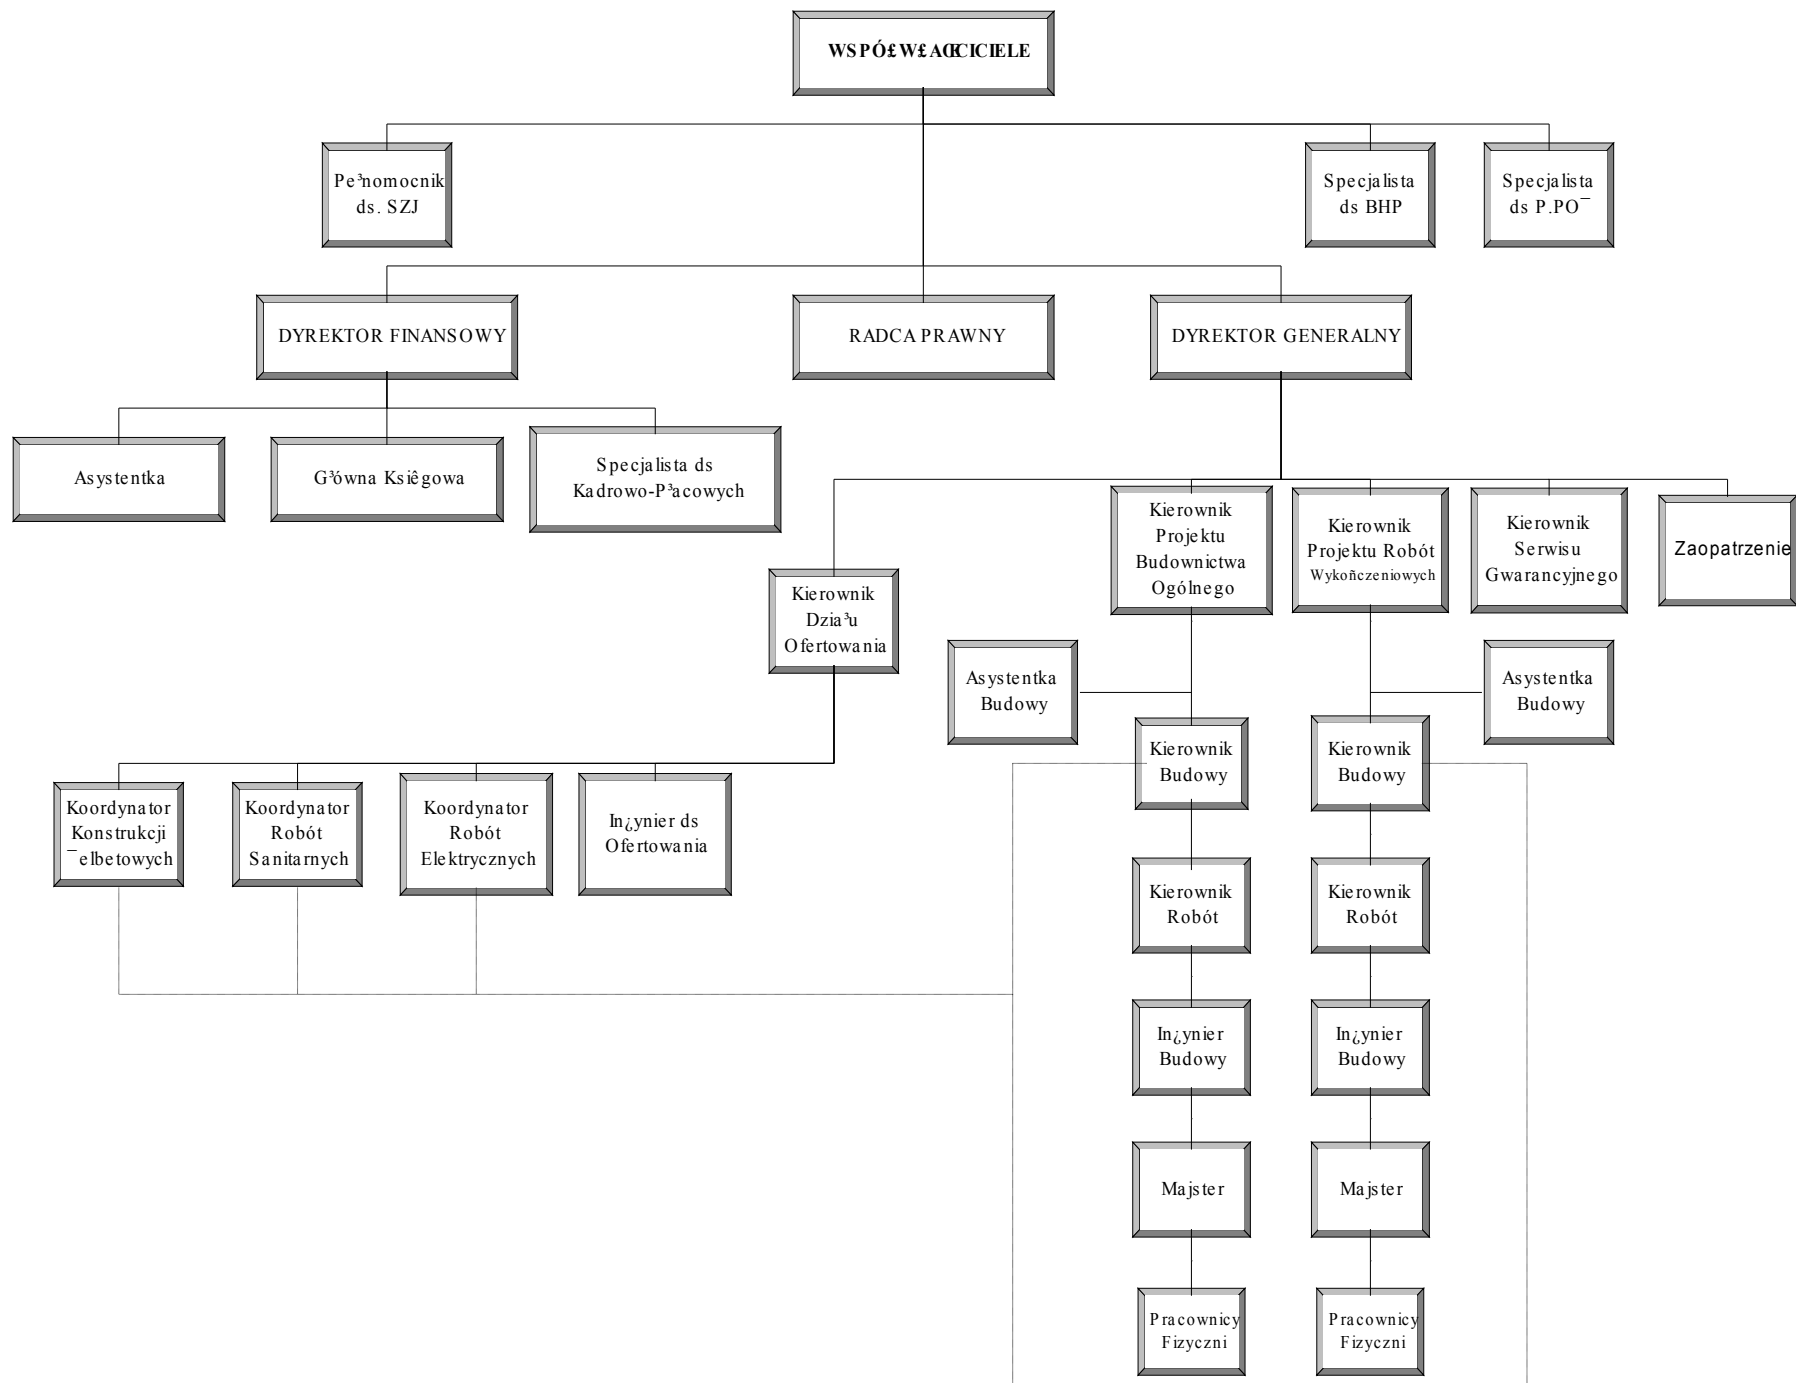 WSPÓ£W£AŒCICIELE
Pe³nomocnik
ds. SZJ
Specjalista
ds BHP
Specjalista
ds P.PO¯
DYREKTOR FINANSOWY
RADCA PRAWNY
DYREKTOR GENERALNY
Asystentka
G³ówna Ksiêgowa
Specjalista ds
Kadrowo-P³acowych
Kierownik
Projektu
Budownictwa
Ogólnego
Kierownik
Projektu Robót
Wykoñczeniowych
Kierownik
Serwisu
Gwarancyjnego
Zaopatrzenie
Kierownik
Dzia³u
Ofertowania
Asystentka
Budowy
Asystentka
Budowy
Kierownik
Budowy
Kierownik
Budowy
Koordynator
Konstrukcji
¯elbetowych
Koordynator
Robót
Sanitarnych
Koordynator
Robót
Elektrycznych
In¿ynier ds
Ofertowania
Kierownik
Robót
Kierownik
Robót
In¿ynier
Budowy
In¿ynier
Budowy
Majster
Majster
Pracownicy
Fizyczni
Pracownicy
Fizyczni